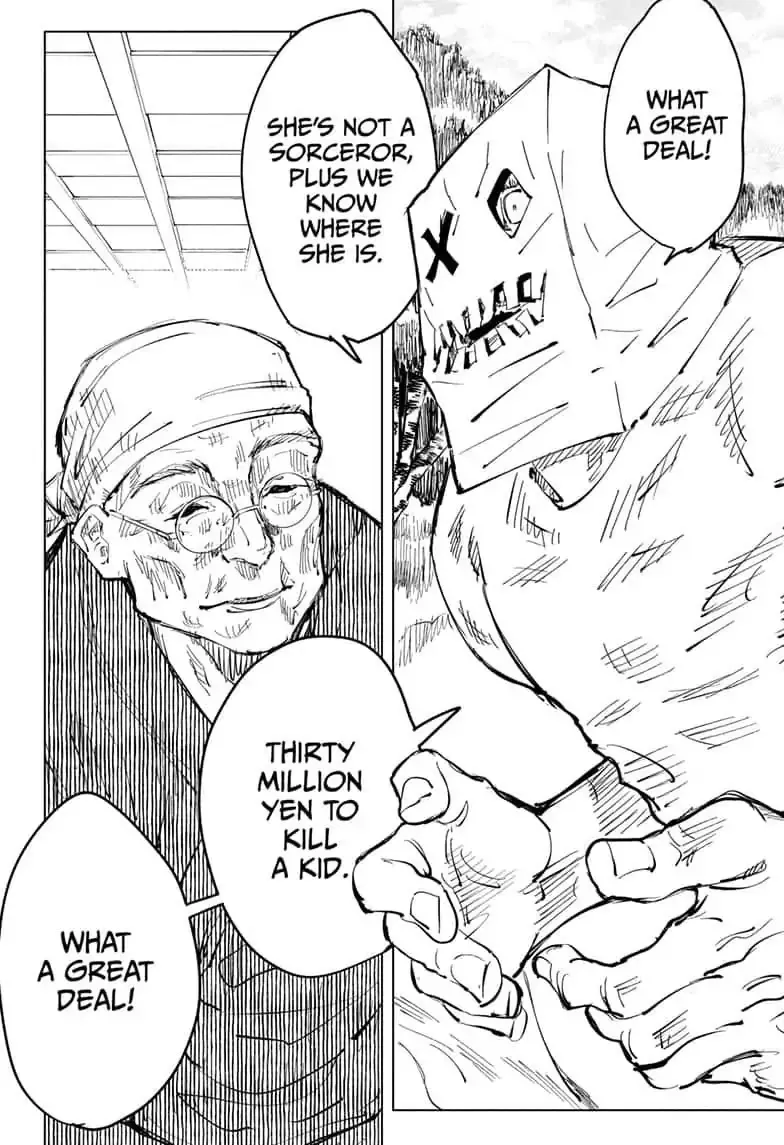 WHAT
A GREAT
DEAL!
SHE'S NOT A
SORCEROR,
PLUS WE
KNOW
WHERE
SHE IS.
THIRTY
MILLION
YEN TO
KILL
A KID.
WHAT
A GREAT
DEAL!